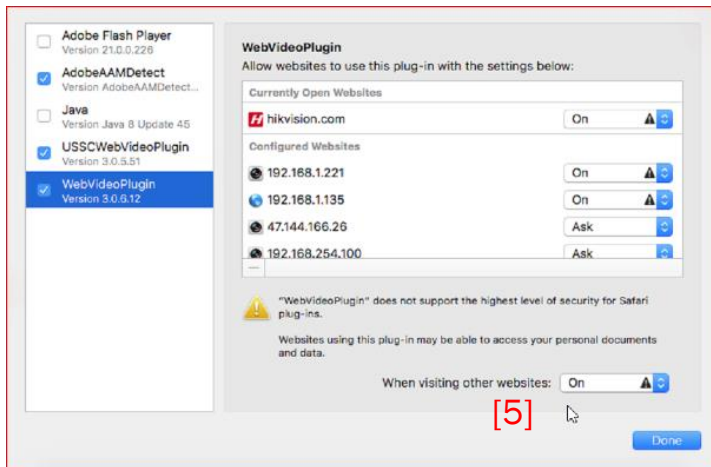 Adobe Flash Player
Version 21.0.0.226
AdobeAAMDetect
Version AdobeAAMDetect...
Java
Version Java 8 Update 45
USSCWebVideoPlugin
Version 3.0.5.51
WebVideoPlugin
Version 3.0.6.12
WebVideoPlugin
Allow websites to use this plug-in with the settings below:
Currently Open Websites
hikvision.com On
Configured Websites
192.168.1.221 On
192.168.1.135 On
47.144.166.26 Ask
192.168.254.100 Ask
"WebVideoPlugin" does not support the highest level of security for Safari
plug-ins.
Websites using this plug-in may be able to access your personal documents
and data.
When visiting other websites: On
[5]
Done